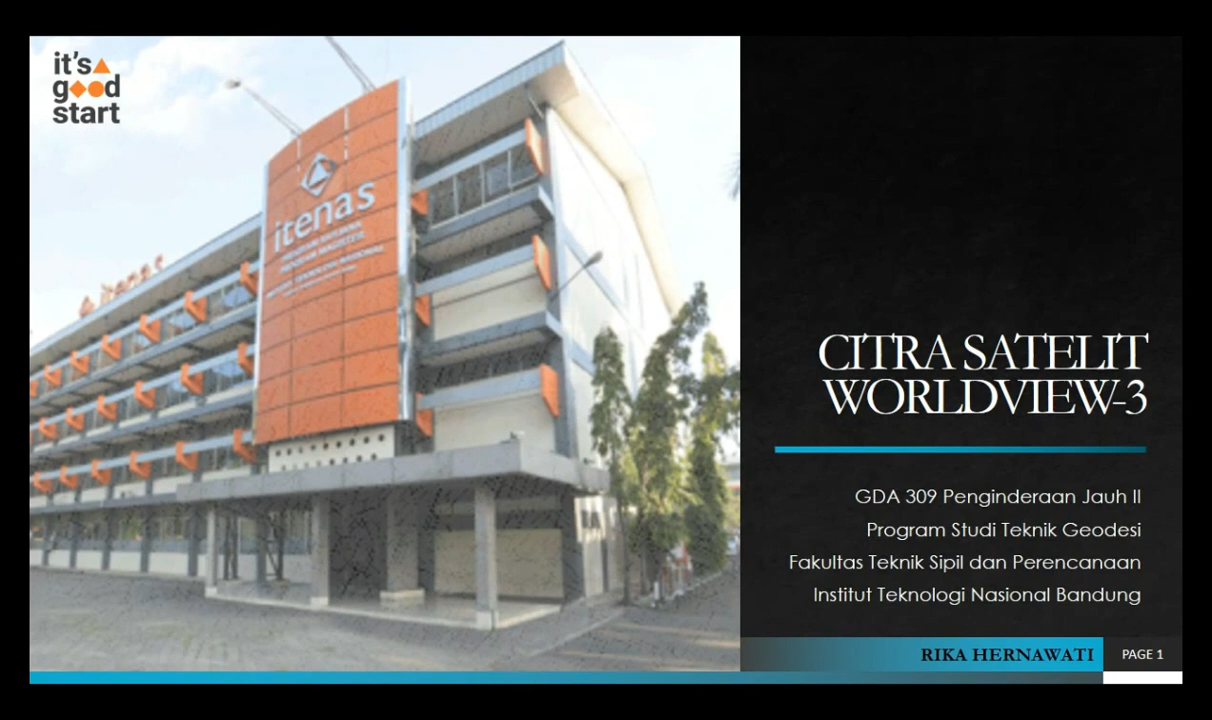 it's
good
start
itenas
itenas
CITRA SATELIT
WORLDVIEW-3
GDA 309 Penginderaan Jauh II
Program Studi Teknik Geodesi
Fakultas Teknik Sipil dan Perencanaan
Institut Teknologi Nasional Bandung
RIKA HERNAWATI
PAGE 1